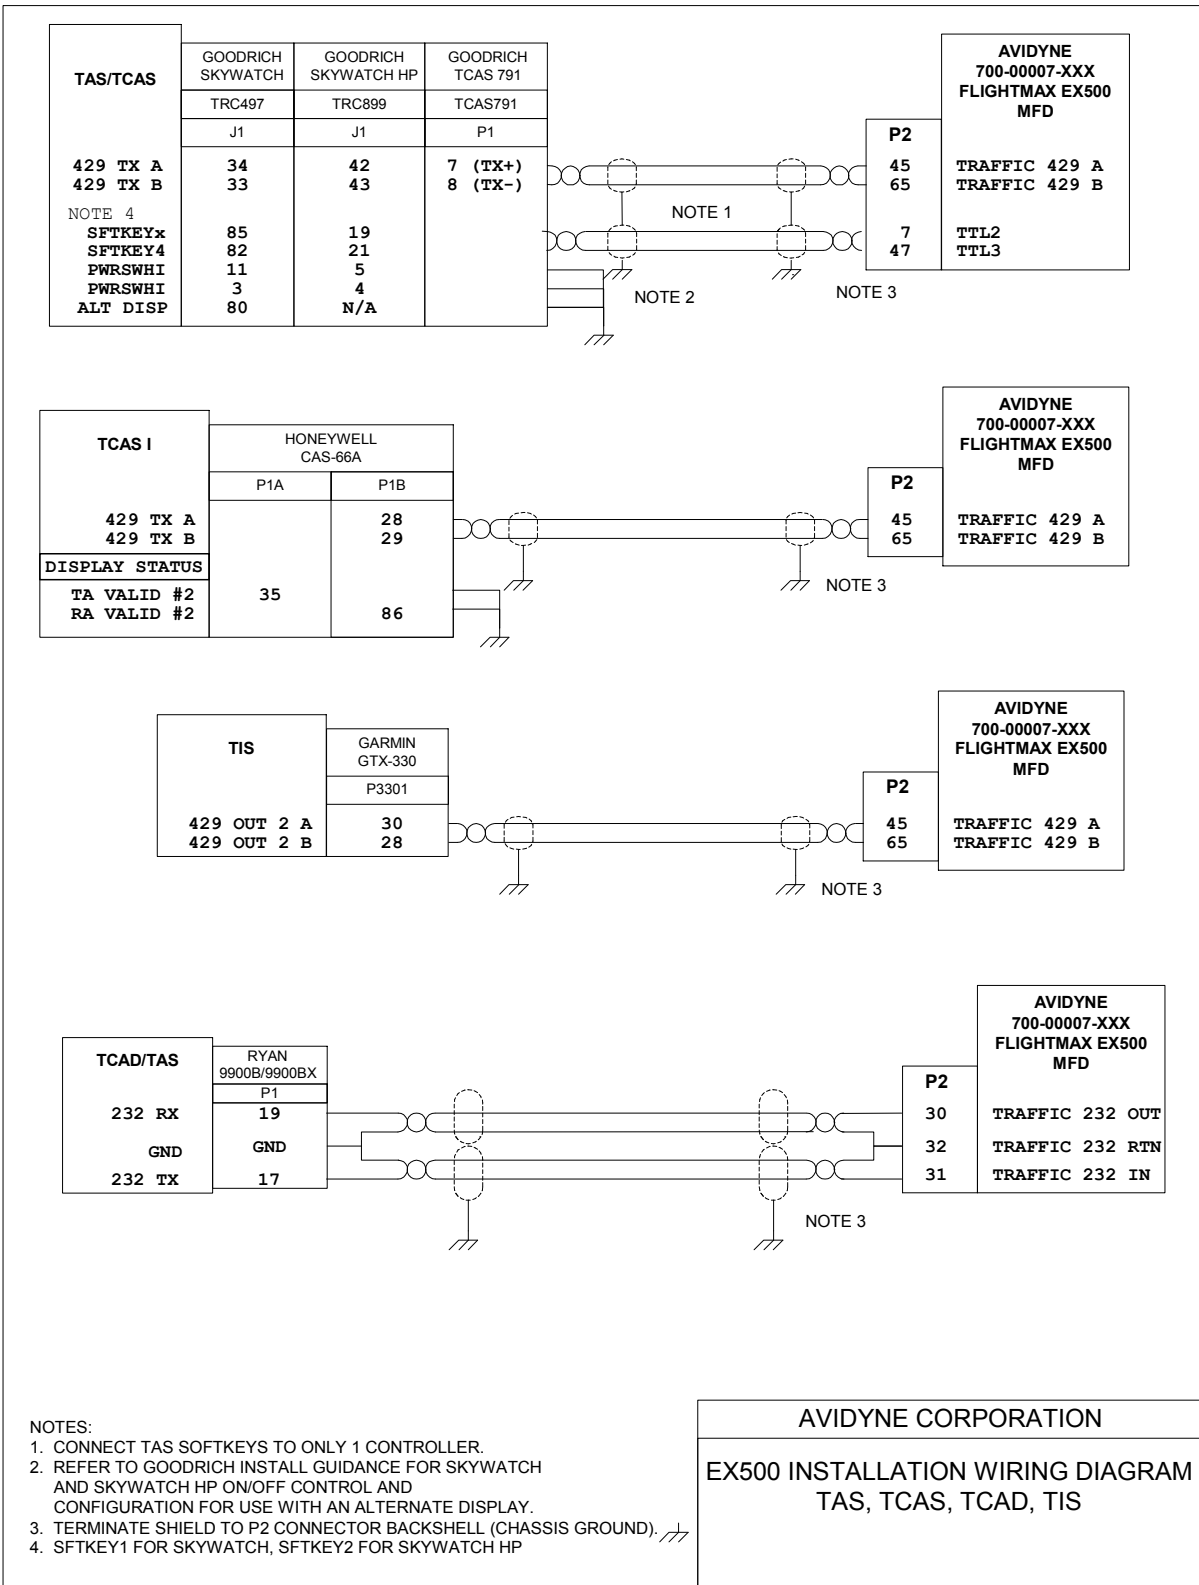 TAS/TCAS
GOODRICH SKYWATCH
GOODRICH SKYWATCH HP
GOODRICH TCAS 791
TRC497 TRC899 TCAS791
J1 J1 P1
429 TX A 34 42 7 (TX+)
429 TX B 33 43 8 (TX-)
NOTE 4
SFTKEYx 85 19
SFTKEY4 82 21
PWRSWHI 11 5
PWRSWHI 3 4
ALT DISP 80 N/A
NOTE 1
NOTE 2
NOTE 3
AVIDYNE
700-00007-XXX
FLIGHTMAX EX500
MFD
P2
45 TRAFFIC 429 A
65 TRAFFIC 429 B
7 TTL2
47 TTL3
TCAS I
HONEYWELL
CAS-66A
P1A P1B
429 TX A 28
429 TX B 29
DISPLAY STATUS
TA VALID #2 35
RA VALID #2 86
NOTE 3
AVIDYNE
700-00007-XXX
FLIGHTMAX EX500
MFD
P2
45 TRAFFIC 429 A
65 TRAFFIC 429 B
TIS
GARMIN
GTX-330
P3301
429 OUT 2 A 30
429 OUT 2 B 28
NOTE 3
AVIDYNE
700-00007-XXX
FLIGHTMAX EX500
MFD
P2
45 TRAFFIC 429 A
65 TRAFFIC 429 B
TCAD/TAS
RYAN
9900B/9900BX
P1
232 RX 19
GND GND
232 TX 17
NOTE 3
AVIDYNE
700-00007-XXX
FLIGHTMAX EX500
MFD
P2
30 TRAFFIC 232 OUT
32 TRAFFIC 232 RTN
31 TRAFFIC 232 IN
NOTES:
1. CONNECT TAS SOFTKEYS TO ONLY 1 CONTROLLER.
2. REFER TO GOODRICH INSTALL GUIDANCE FOR SKYWATCH
AND SKYWATCH HP ON/OFF CONTROL AND
CONFIGURATION FOR USE WITH AN ALTERNATE DISPLAY.
3. TERMINATE SHIELD TO P2 CONNECTOR BACKSHELL (CHASSIS GROUND).
4. SFTKEY1 FOR SKYWATCH, SFTKEY2 FOR SKYWATCH HP
AVIDYNE CORPORATION
EX500 INSTALLATION WIRING DIAGRAM
TAS, TCAS, TCAD, TIS